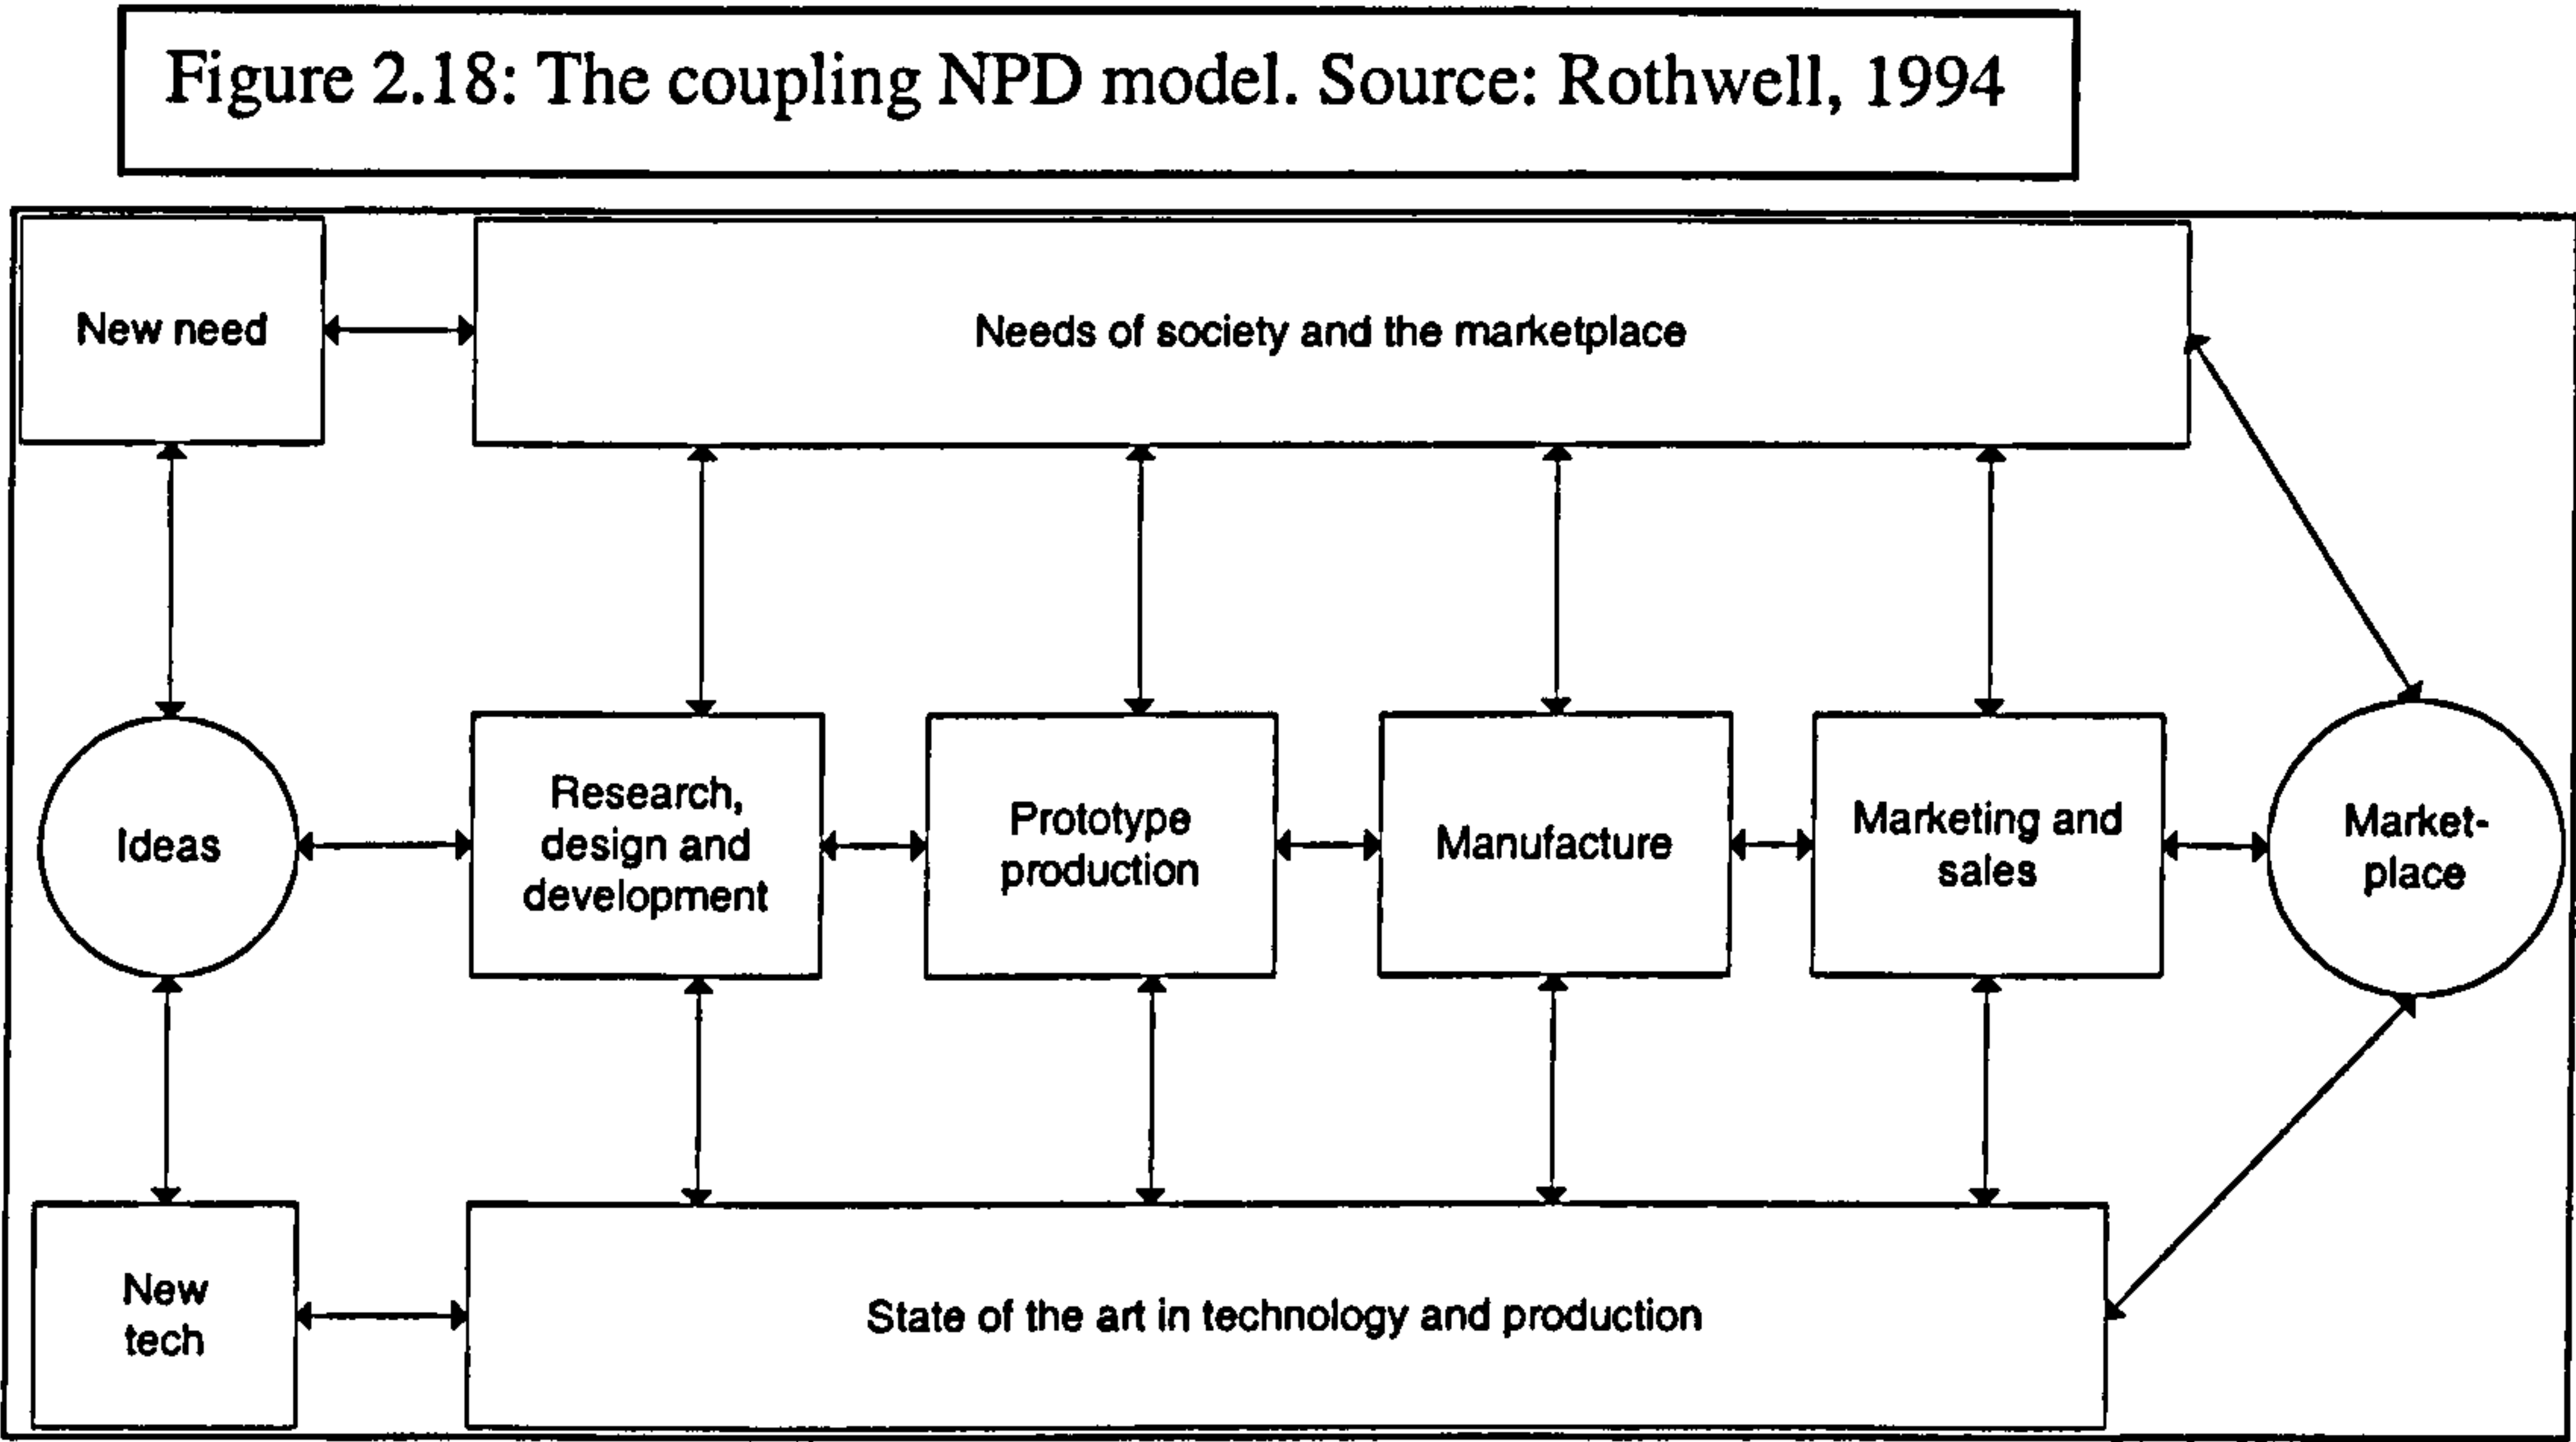 Figure 2.18: The coupling NPD model. Source: Rothwell, 1994
New need
Needs of society and the marketplace
Ideas
Research,
design and
development
Prototype
production
Manufacture
Marketing and
sales
Market-
place
New
tech
State of the art in technology and production